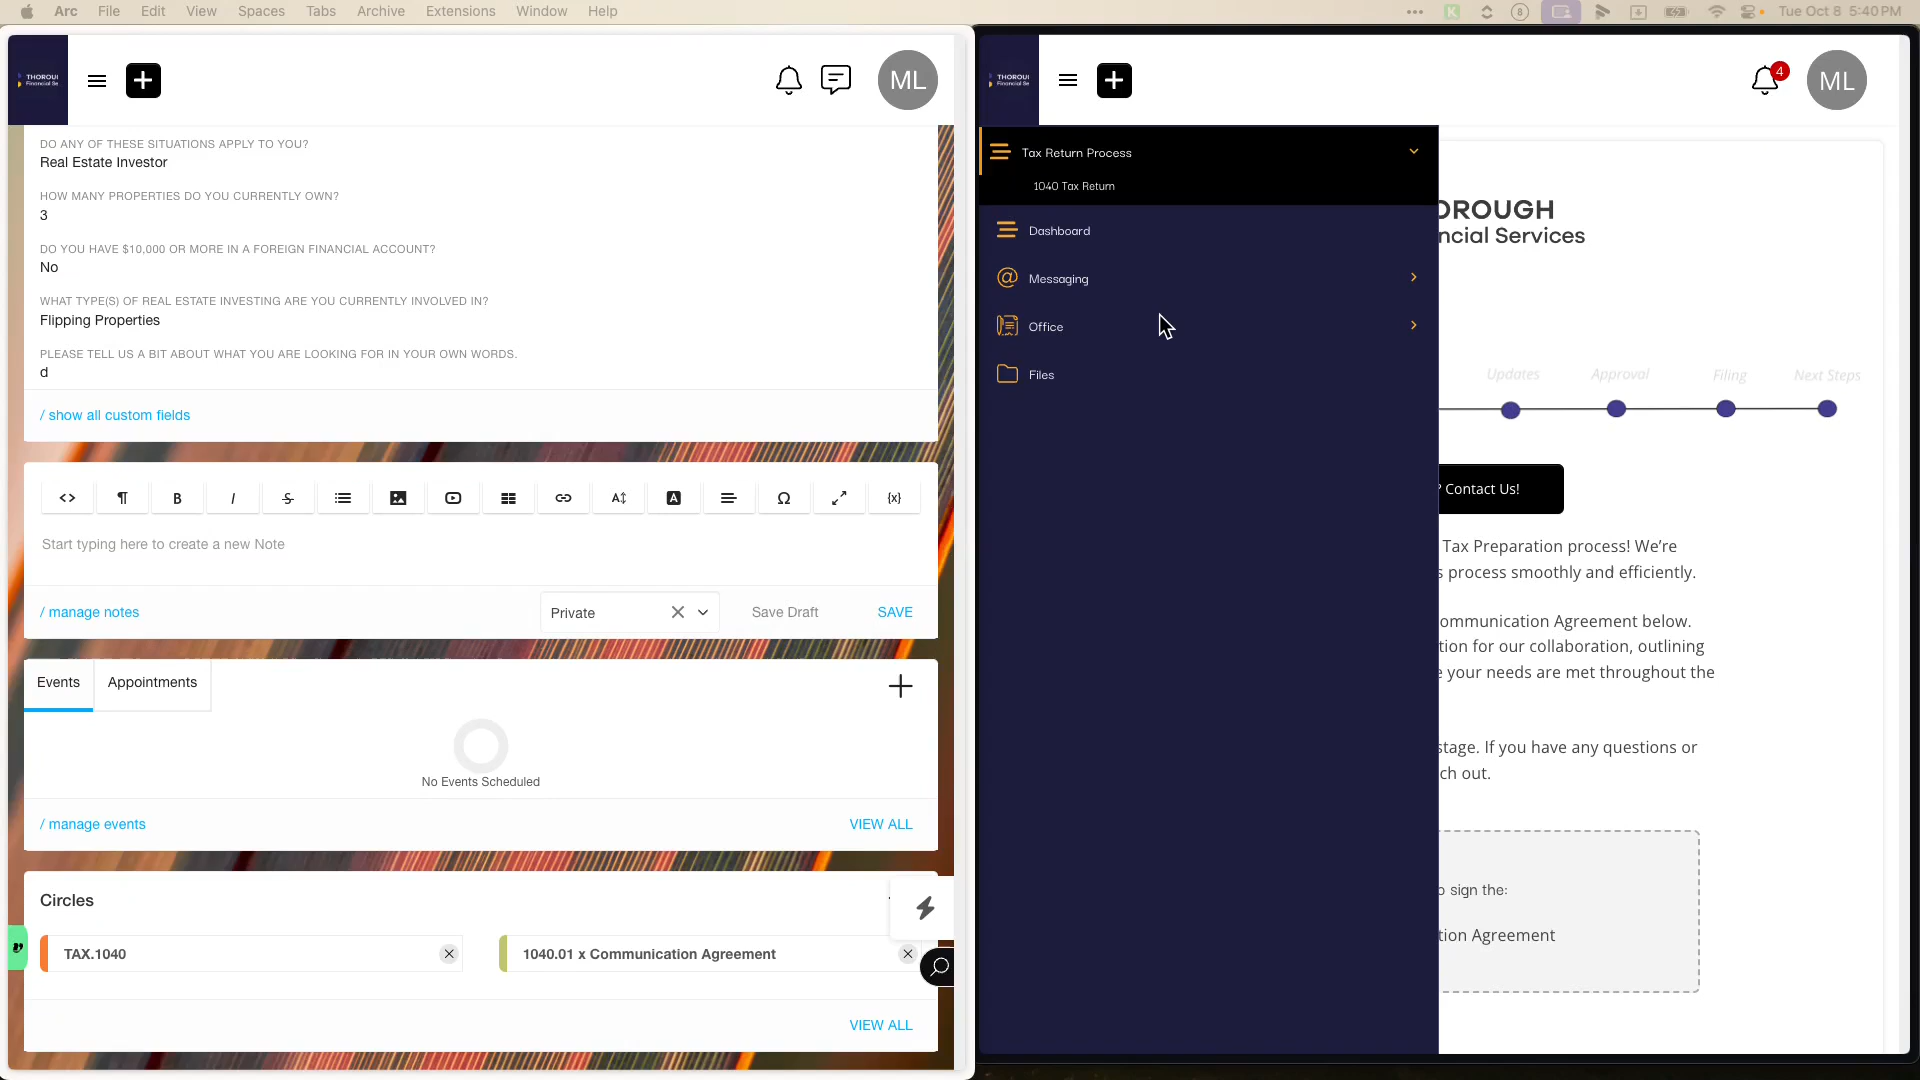 Arc File Edit View Spaces Tabs Archive Extensions Window Help
8 Tue Oct 8 5:40 PM
THOROU
Financial Se
ML
DO ANY OF THESE SITUATIONS APPLY TO YOU?
Real Estate Investor
HOW MANY PROPERTIES DO YOU CURRENTLY OWN?
3
DO YOU HAVE $10,000 OR MORE IN A FOREIGN FINANCIAL ACCOUNT?
No
WHAT TYPE(S) OF REAL ESTATE INVESTING ARE YOU CURRENTLY INVOLVED IN?
Flipping Properties
PLEASE TELL US A BIT ABOUT WHAT YOU ARE LOOKING FOR IN YOUR OWN WORDS.
d
/ show all custom fields
Start typing here to create a new Note
/ manage notes
Private
Save Draft
SAVE
Events
Appointments
No Events Scheduled
/ manage events
VIEW ALL
Circles
TAX.1040
1040.01 x Communication Agreement
VIEW ALL
THOROU
Financial Se
4
ML
Tax Return Process
1040 Tax Return
Dashboard
Messaging
Office
Files
OROUGH
ncial Services
Updates
Approval
Filing
Next Steps
? Contact Us!
Tax Preparation process! We're
s process smoothly and efficiently.
ommunication Agreement below.
tion for our collaboration, outlining
e your needs are met throughout the
stage. If you have any questions or
ch out.
o sign the:
tion Agreement